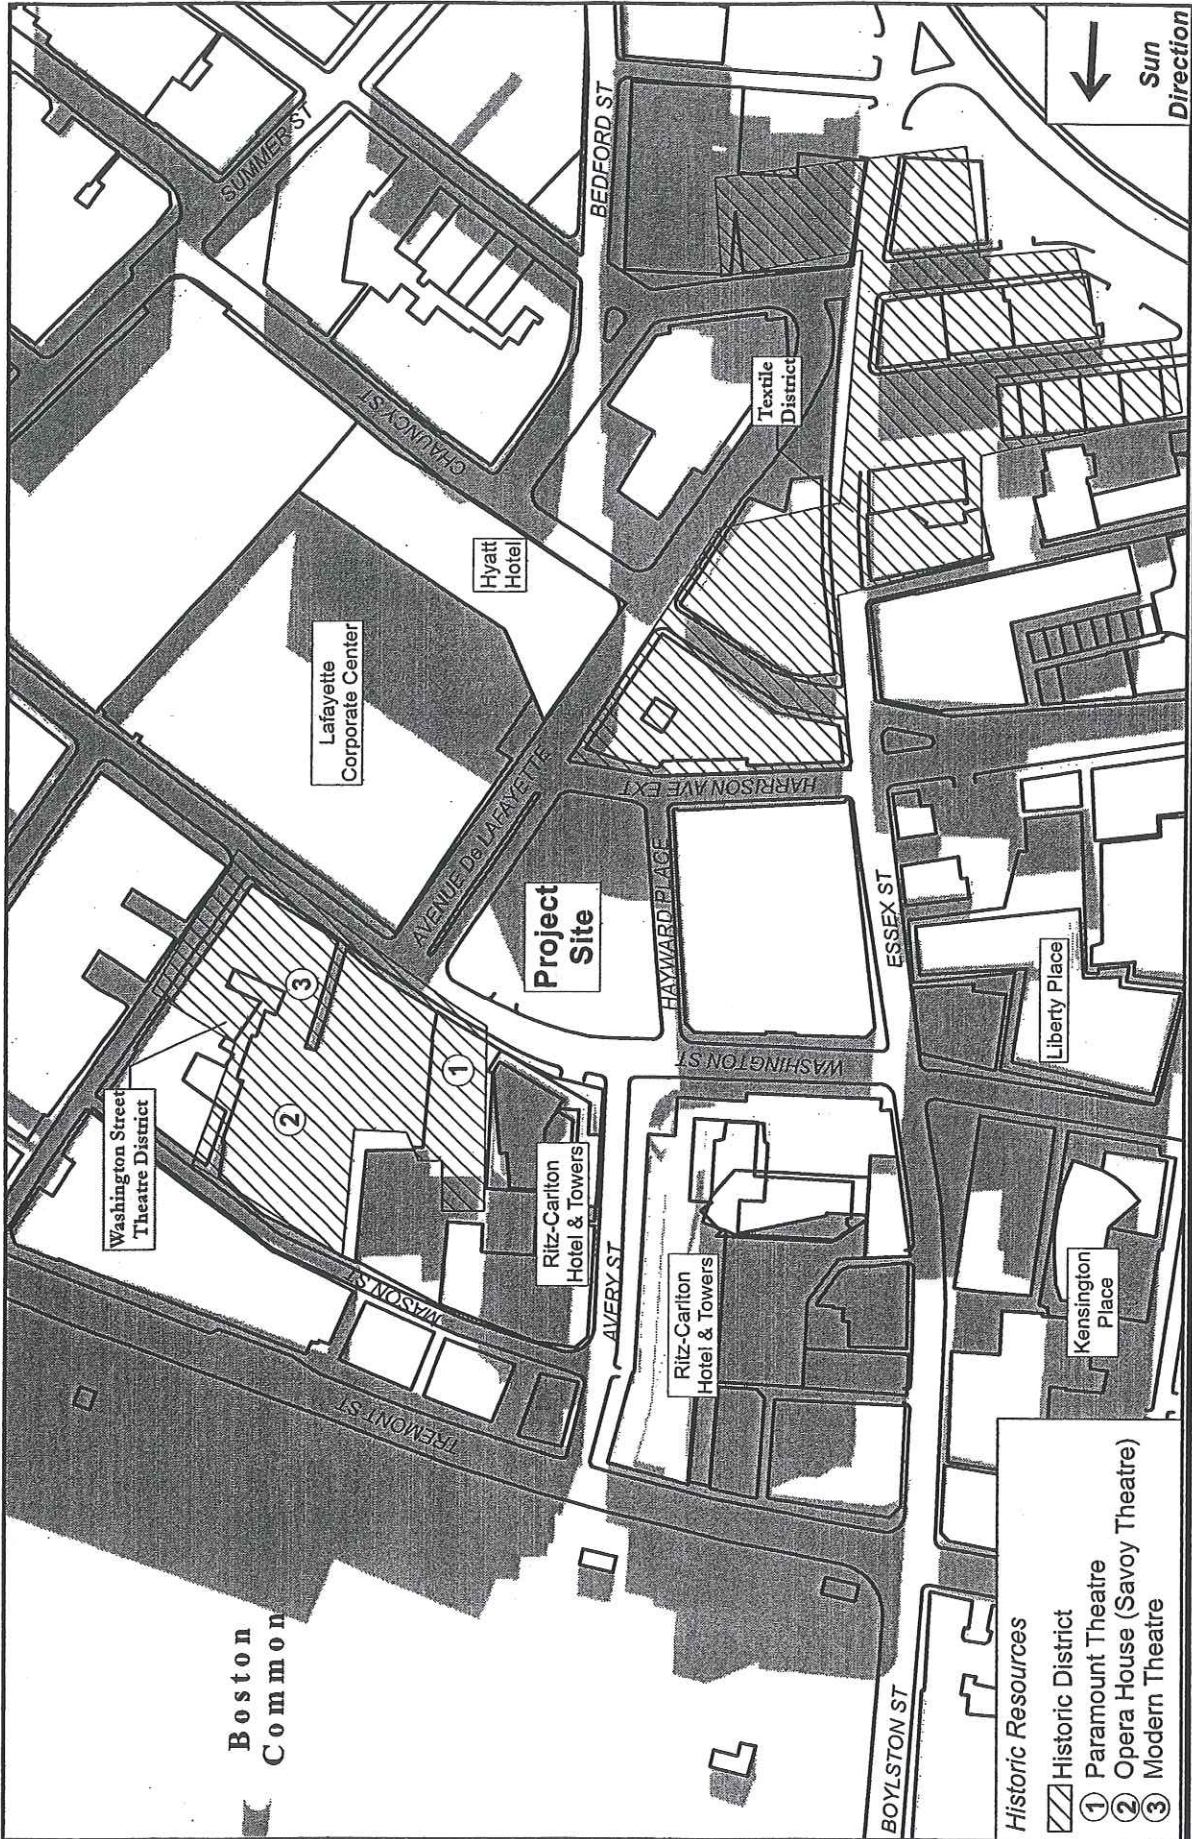 Boston
Common
SUMMER ST
BEDFORD ST
CHAUNCY ST
Hyatt
Hotel
Lafayette
Corporate Center
Textile
District
AVENUE De LAFAYETTE
HARRISON AVE EXT
HAYWARD PLACE
Project
Site
ESSEX ST
WASHINGTON ST
Liberty Place
3
1
2
Washington Street
Theatre District
Ritz-Carlton
Hotel & Towers
AVERY ST
MASON ST
TREMONT ST
Ritz-Carlton
Hotel & Towers
Kensington
Place
BOYLSTON ST
Sun
Direction
Historic Resources
Historic District
1 Paramount Theatre
2 Opera House (Savoy Theatre)
3 Modern Theatre